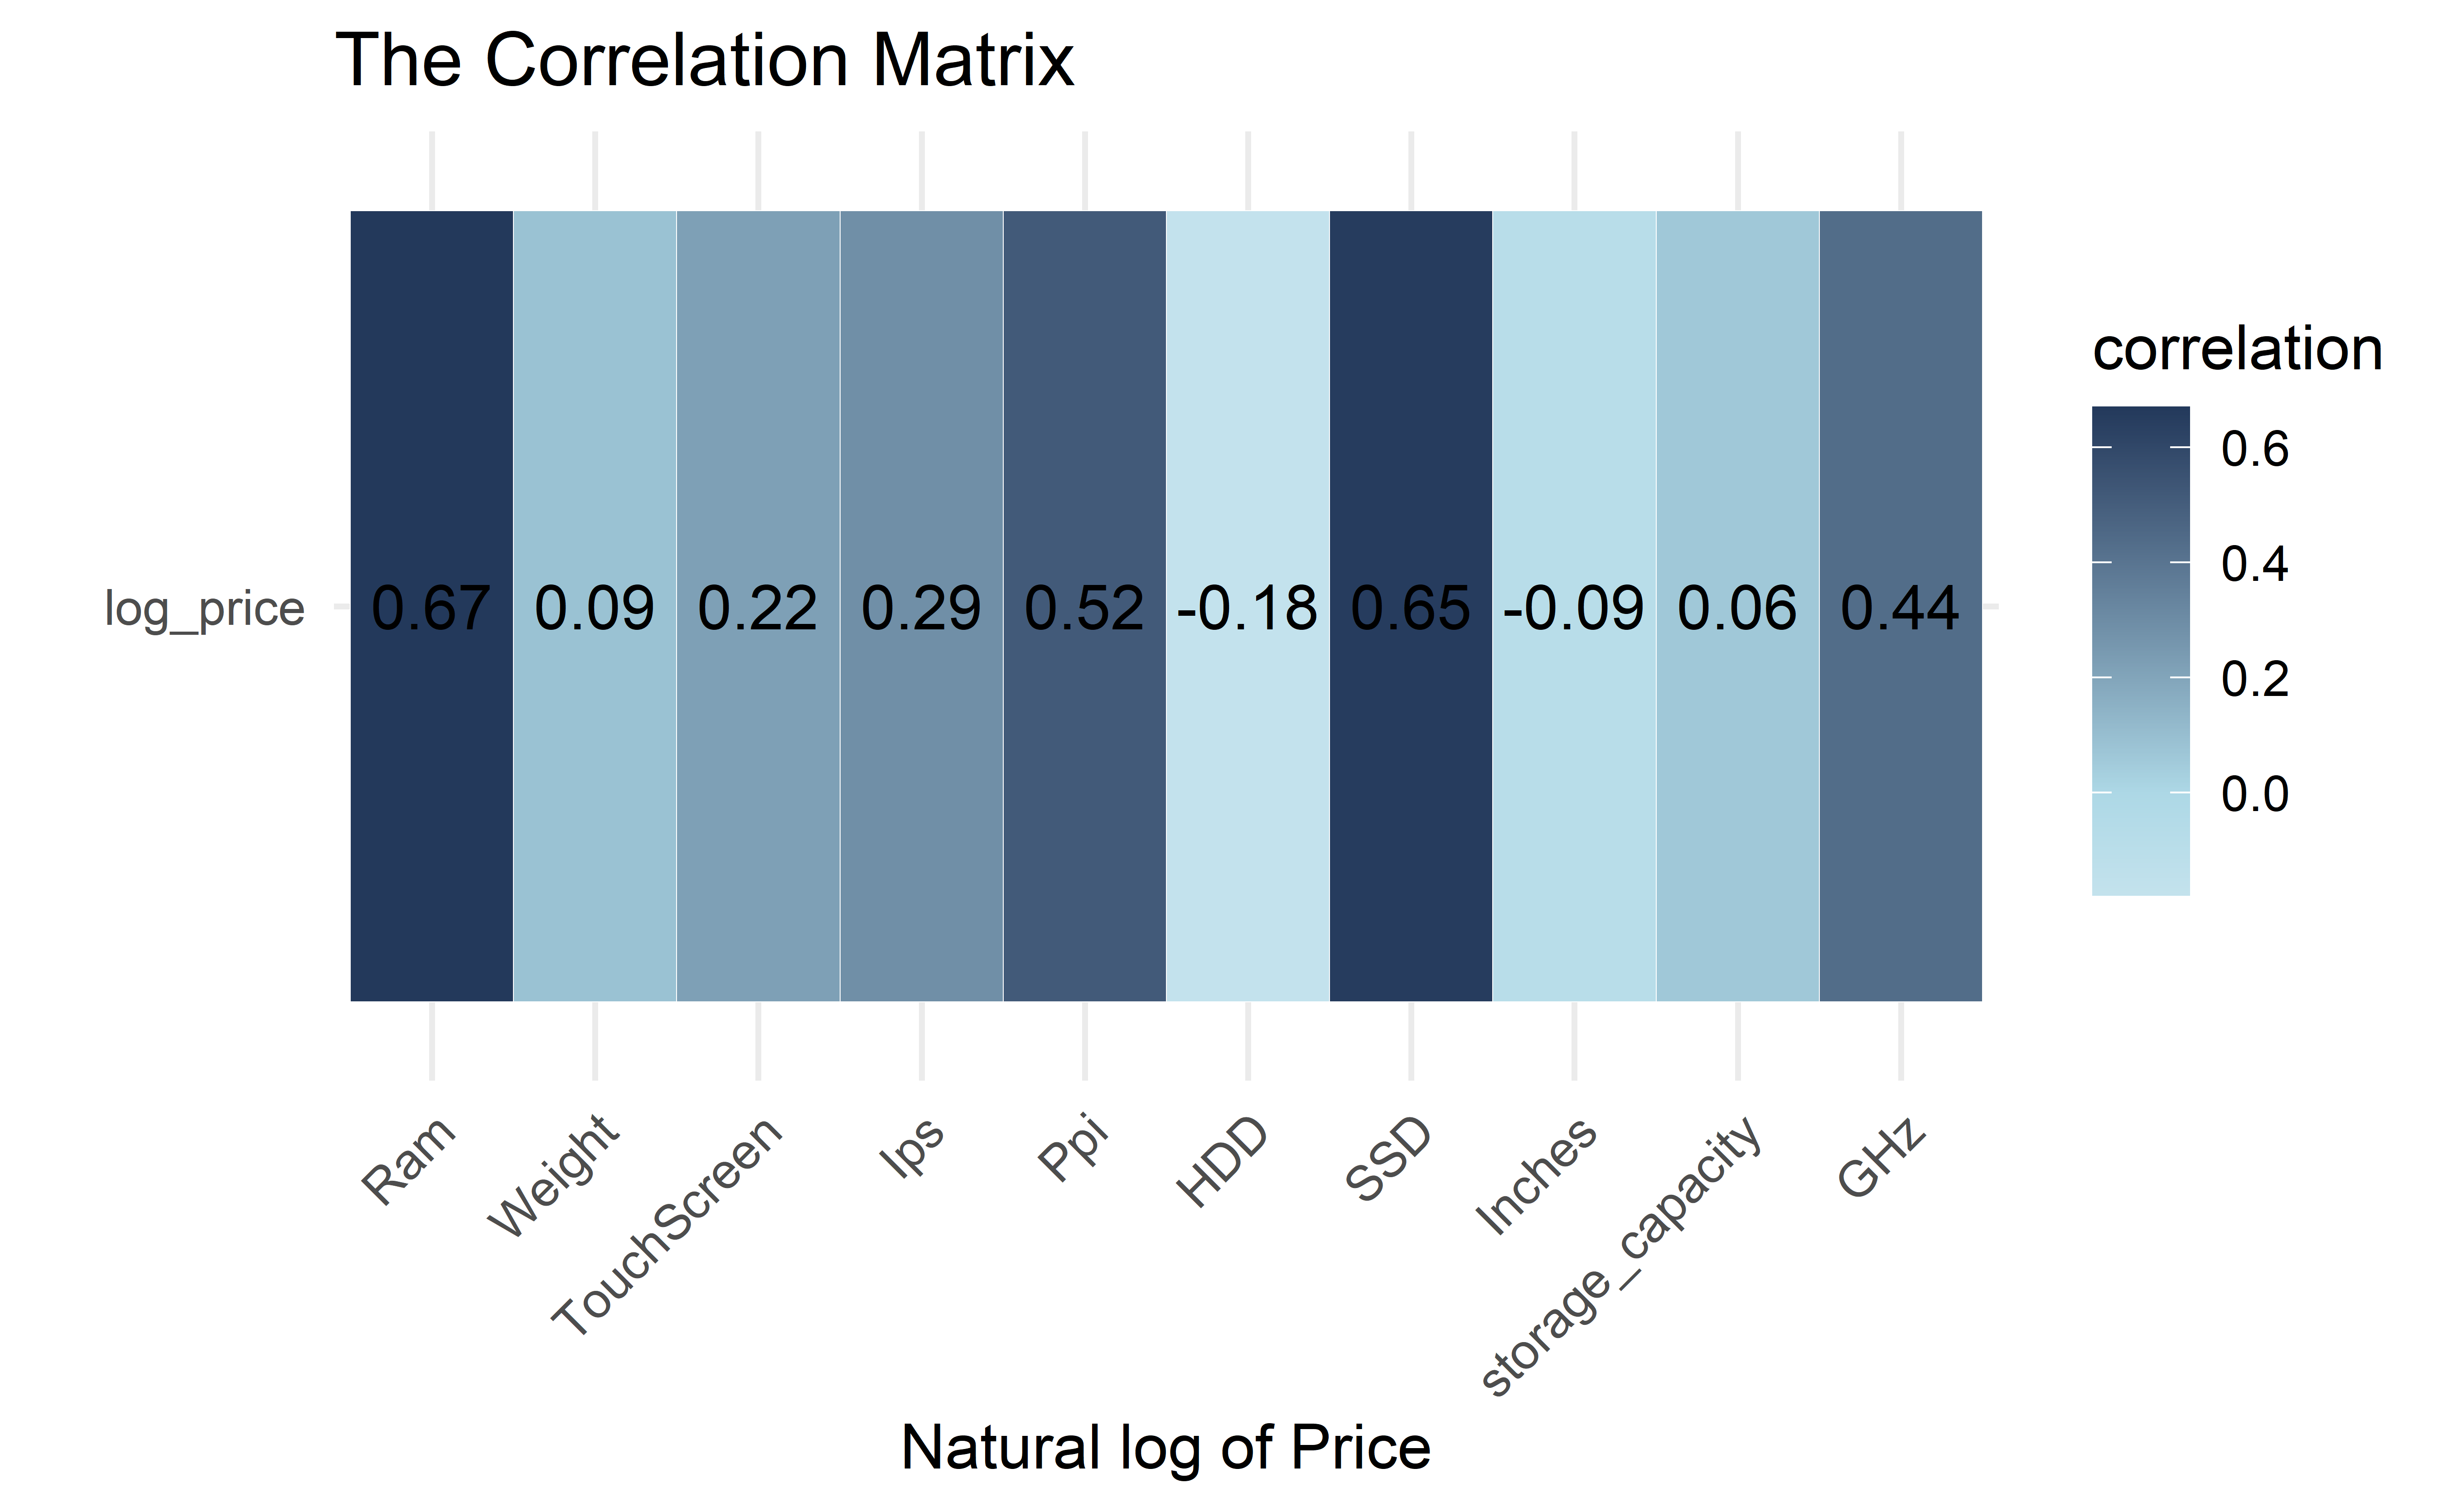 The Correlation Matrix
correlation
0.6
0.4
0.2
0.0
log_price 0.67 0.09 0.22 0.29 0.52 -0.18 0.65 -0.09 0.06 0.44
Ram Weight TouchScreen Ips Ppi HDD SSD Inches storage_capacity GHz
Natural log of Price